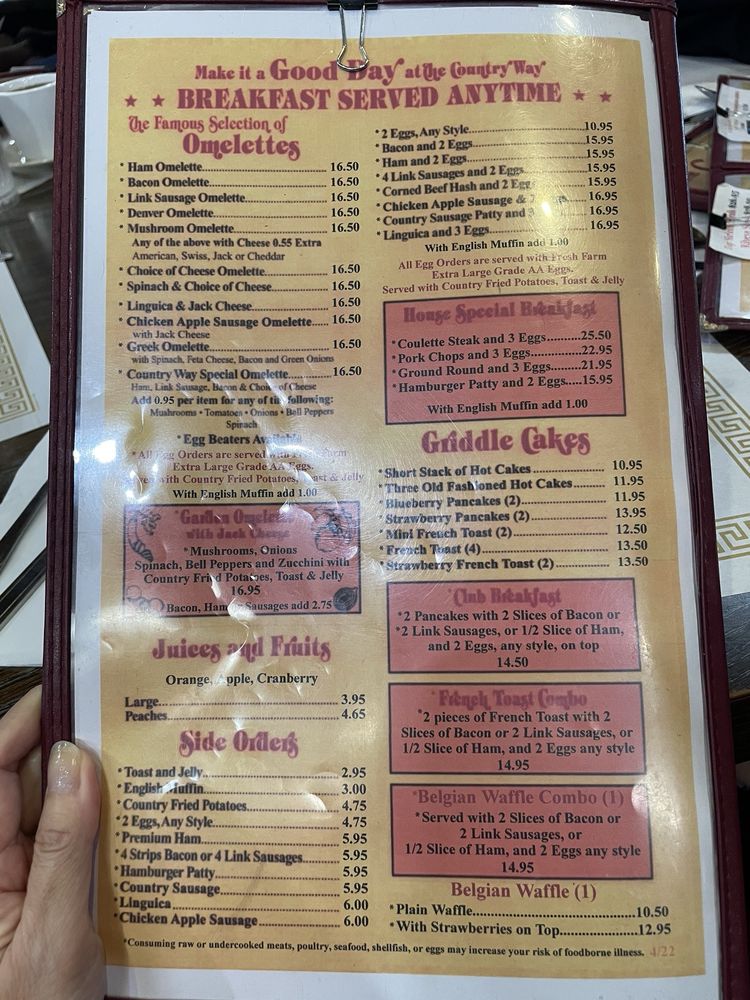 Make it a Good Day at the Country Way
★ ★ BREAKFAST SERVED ANYTIME ★ ★
The Famous Selection of
Omelettes
* Ham Omelette..................... 16.50
* Bacon Omelette..................... 16.50
* Link Sausage Omelette..................... 16.50
* Denver Omelette..................... 16.50
* Mushroom Omelette..................... 16.50
Any of the above with Cheese 0.55 Extra
American, Swiss, Jack or Cheddar
* Choice of Cheese Omelette..................... 16.50
* Spinach & Choice of Cheese..................... 16.50
* Linguica & Jack Cheese..................... 16.50
* Chicken Apple Sausage Omelette..... 16.50
with Jack Cheese
* Greek Omelette..................... 16.50
with Spinach, Feta Cheese, Bacon and Green Onions
* Country Way Special Omelette........... 16.50
Ham, Link Sausage, Bacon & Choice of Cheese
Add 0.95 per item for any of the following:
Mushrooms • Tomatoes • Onions • Bell Peppers
Spinach
*Egg Beaters Available
*All Egg Orders are served with Fresh Farm
Extra Large Grade AA Eggs.
Served with Country Fried Potatoes, Toast & Jelly
With English Muffin add 1.00
*Garden Omelette
with Jack Cheese
*Mushrooms, Onions
Spinach, Bell Peppers and Zucchini with
Country Fried Potatoes, Toast & Jelly
16.95
Bacon, Ham or Sausages add 2.75
Juices and Fruits
Orange, Apple, Cranberry
Large..................... 3.95
Peaches..................... 4.65
Side Orders
* Toast and Jelly..................... 2.95
* English Muffin..................... 3.00
* Country Fried Potatoes..................... 4.75
* 2 Eggs, Any Style..................... 4.75
* Premium Ham..................... 5.95
* 4 Strips Bacon or 4 Link Sausages........... 5.95
* Hamburger Patty..................... 5.95
* Country Sausage..................... 5.95
* Linguica..................... 6.00
* Chicken Apple Sausage..................... 6.00
* 2 Eggs, Any Style.....................10.95
* Bacon and 2 Eggs.....................15.95
* Ham and 2 Eggs.....................15.95
* 4 Link Sausages and 2 Eggs...........15.95
* Corned Beef Hash and 2 Eggs 15.95
* Chicken Apple Sausage & 16.95
* Country Sausage Patty and 16.95
* Linguica and 3 Eggs.....................16.95
With English Muffin add 1.00
All Egg Orders are served with Fresh Farm
Extra Large Grade AA Eggs.
Served with Country Fried Potatoes, Toast & Jelly
House Special Breakfast
*Coulette Steak and 3 Eggs..........25.50
*Pork Chops and 3 Eggs..............22.95
*Ground Round and 3 Eggs.........21.95
*Hamburger Patty and 2 Eggs.....15.95
With English Muffin add 1.00
Griddle Cakes
*Short Stack of Hot Cakes ................ 10.95
*Three Old Fashioned Hot Cakes......... 11.95
*Blueberry Pancakes (2)................. 11.95
*Strawberry Pancakes (2)................. 13.95
*Mini French Toast (2)..................... 12.50
*French Toast (4)..................... 13.50
*Strawberry French Toast (2)............. 13.50
Club Breakfast
*2 Pancakes with 2 Slices of Bacon or
*2 Link Sausages, or 1/2 Slice of Ham,
and 2 Eggs, any style, on top
14.50
*French Toast Combo
*2 pieces of French Toast with 2
Slices of Bacon or 2 Link Sausages, or
1/2 Slice of Ham, and 2 Eggs any style
14.95
*Belgian Waffle Combo (1)
*Served with 2 Slices of Bacon or
2 Link Sausages, or
1/2 Slice of Ham, and 2 Eggs any style
14.95
Belgian Waffle (1)
*Plain Waffle.....................10.50
*With Strawberries on Top.....................12.95
*Consuming raw or undercooked meats, poultry, seafood, shellfish, or eggs may increase your risk of foodborne illness. 4/22